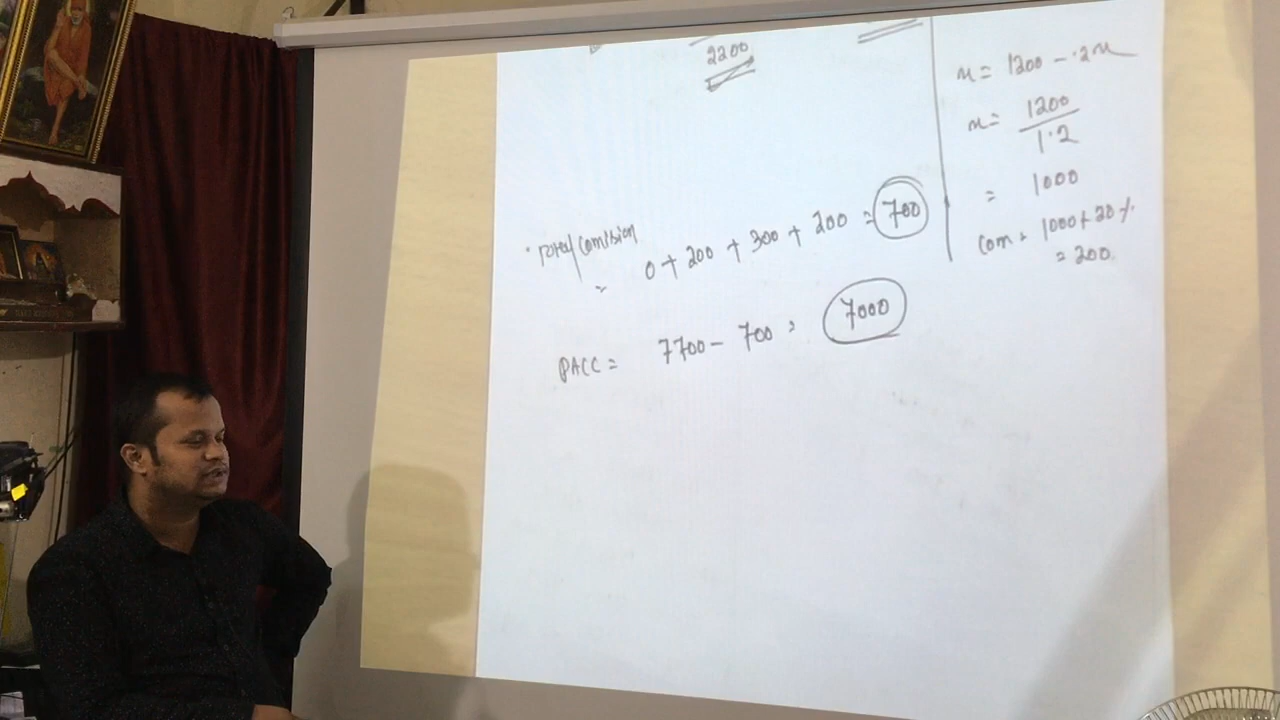 2200
Total Comission
= 0 + 200 + 300 + 200 = 700
PACC = 7700 - 700 = 7000
x = 1200 - .2x
x = 1200
1.2
= 1000
Com = 1000 + 20%
= 200.